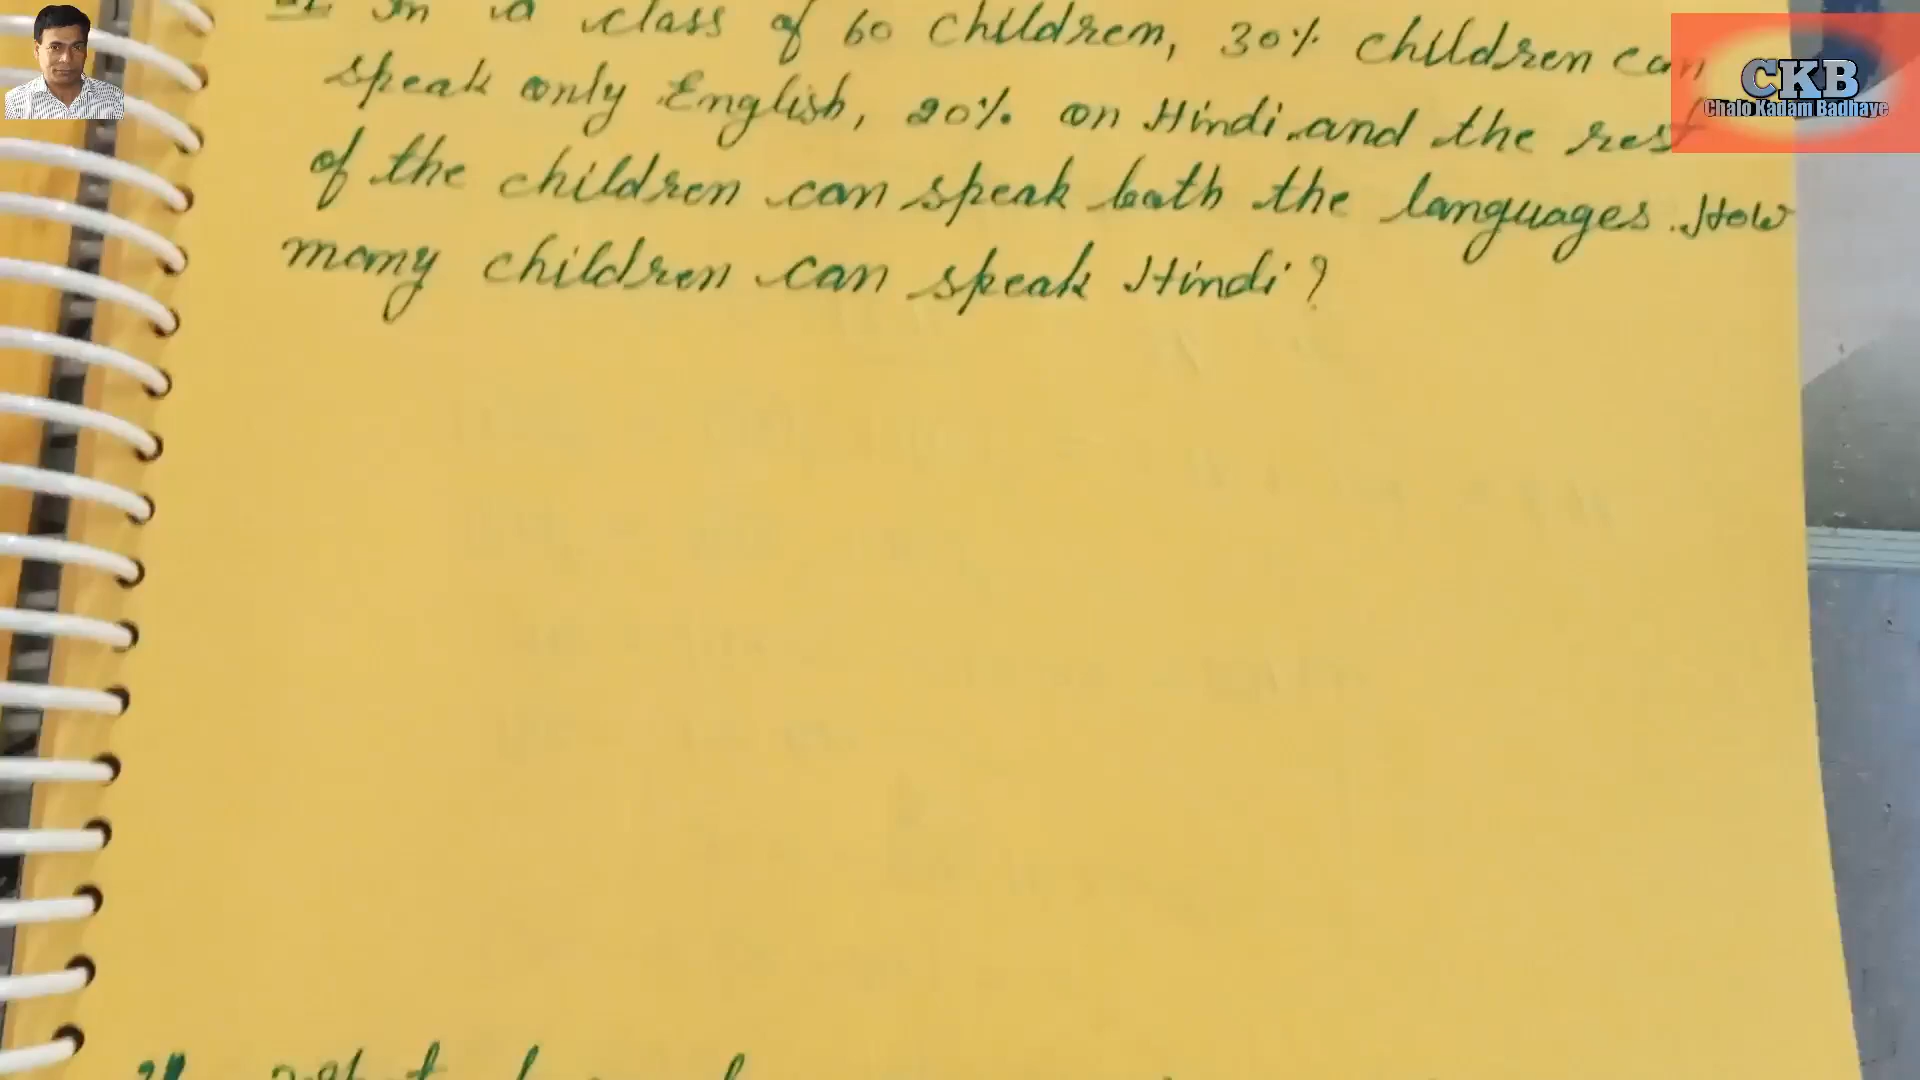 In a class of 60 children, 30% children can
speak only English, 20% on Hindi and the rest
of the children can speak both the languages. How
many children can speak Hindi?
CKB
Chalo Kadam Badhaye